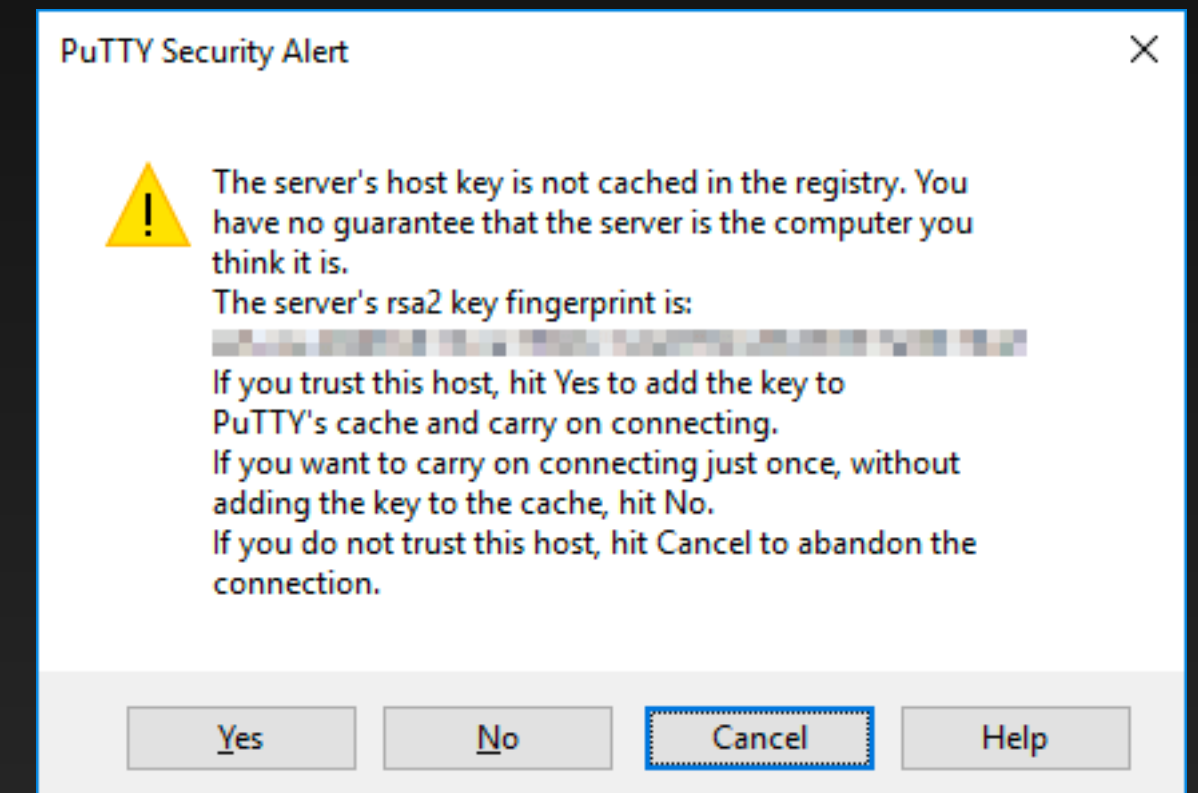 PuTTY Security Alert
The server's host key is not cached in the registry. You
have no guarantee that the server is the computer you
think it is.
The server's rsa2 key fingerprint is:
If you trust this host, hit Yes to add the key to
PuTTY's cache and carry on connecting.
If you want to carry on connecting just once, without
adding the key to the cache, hit No.
If you do not trust this host, hit Cancel to abandon the
connection.
Yes No Cancel Help